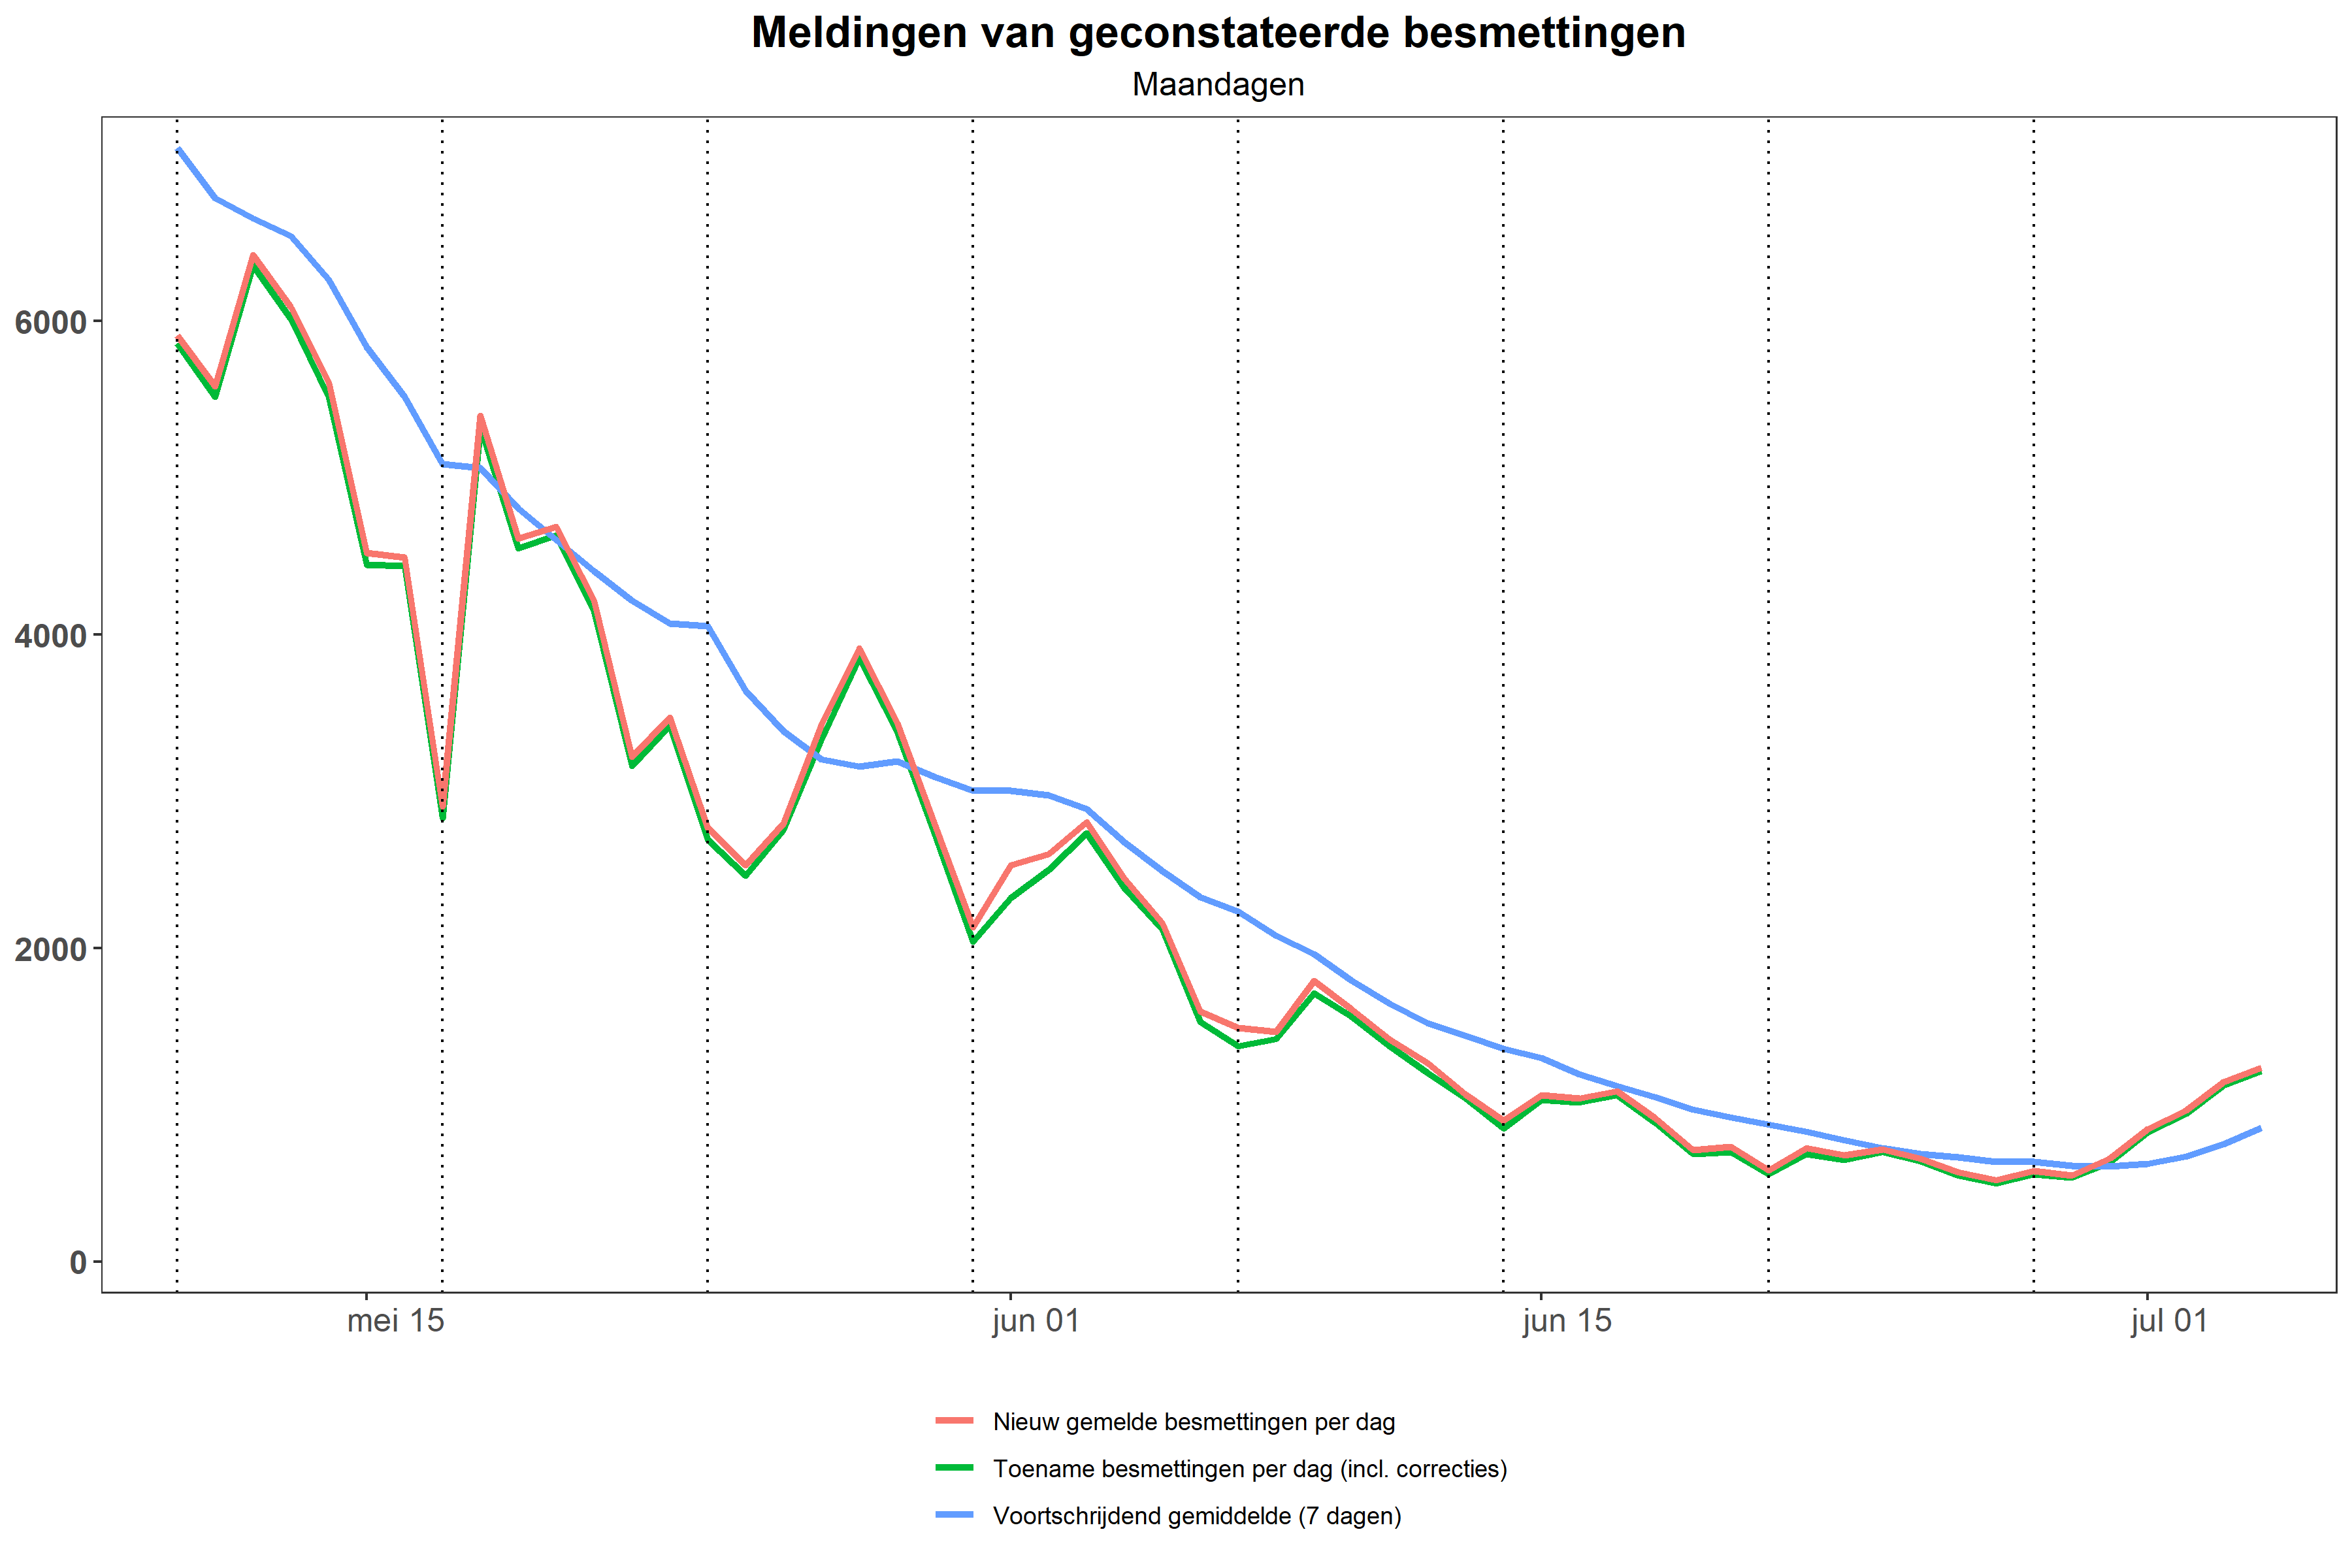 Meldingen van geconstateerde besmettingen
Maandagen
6000
4000
2000
0
mei 15 jun 01 jun 15 jul 01
Nieuw gemelde besmettingen per dag
Toename besmettingen per dag (incl. correcties)
Voortschrijdend gemiddelde (7 dagen)